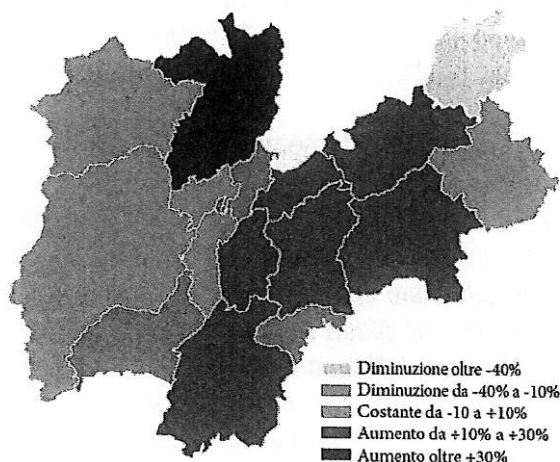 Diminuzione oltre -40%
Diminuzione da -40% a -10%
Costante da -10 a +10%
Aumento da +10% a +30%
Aumento oltre +30%